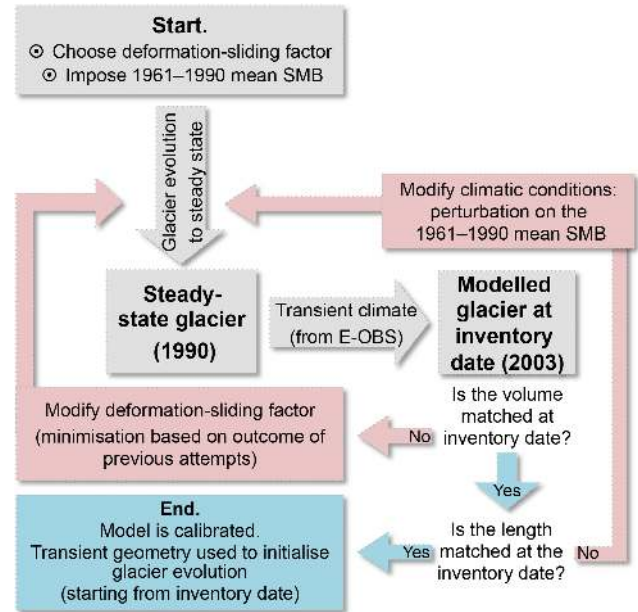 Start.
⊙ Choose deformation-sliding factor
⊙ Impose 1961–1990 mean SMB
Glacier evolution
to steady state
Modify climatic conditions:
perturbation on the
1961–1990 mean SMB
Steady-
state glacier
(1990)
Transient climate
(from E-OBS)
Modelled
glacier at
inventory
date (2003)
Is the volume
matched at
inventory date?
No
Modify deformation-sliding factor
(minimisation based on outcome of
previous attempts)
Yes
Is the length
matched at the
inventory date?
No
Yes
End.
Model is calibrated.
Transient geometry used to initialise
glacier evolution
(starting from inventory date)